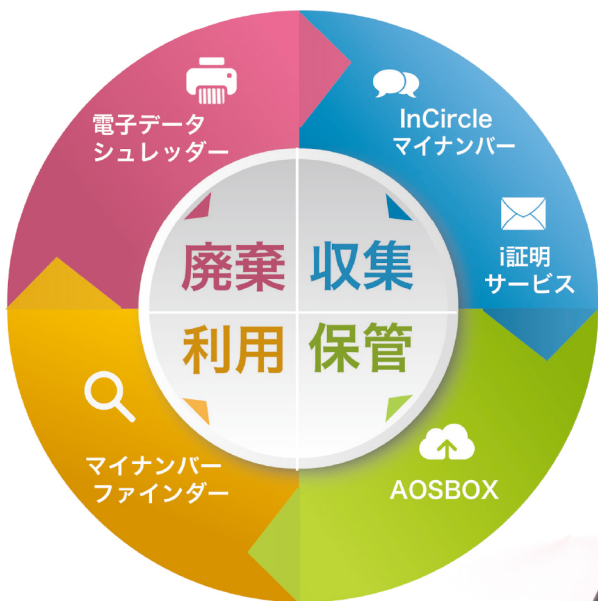 電子データ
シュレッダー
InCircle
マイナンバー
i証明
サービス
廃棄
収集
利用
保管
マイナンバー
ファインダー
AOSBOX